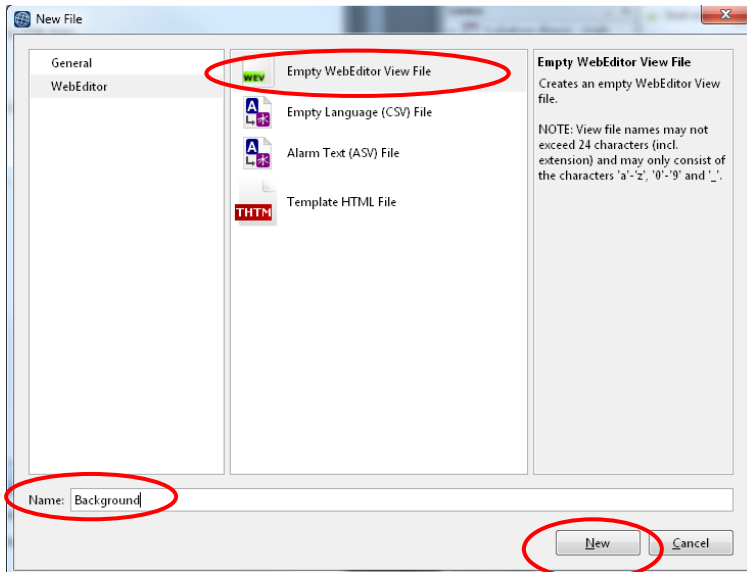 New File
General
WebEditor
WEV
Empty WebEditor View File
Empty Language (CSV) File
Alarm Text (ASV) File
THTM
Template HTML File
Empty WebEditor View File
Creates an empty WebEditor View
file.
NOTE: View file names may not
exceed 24 characters (incl.
extension) and may only consist of
the characters 'a'-'z', '0'-'9' and '_'.
Name: Background
New
Cancel